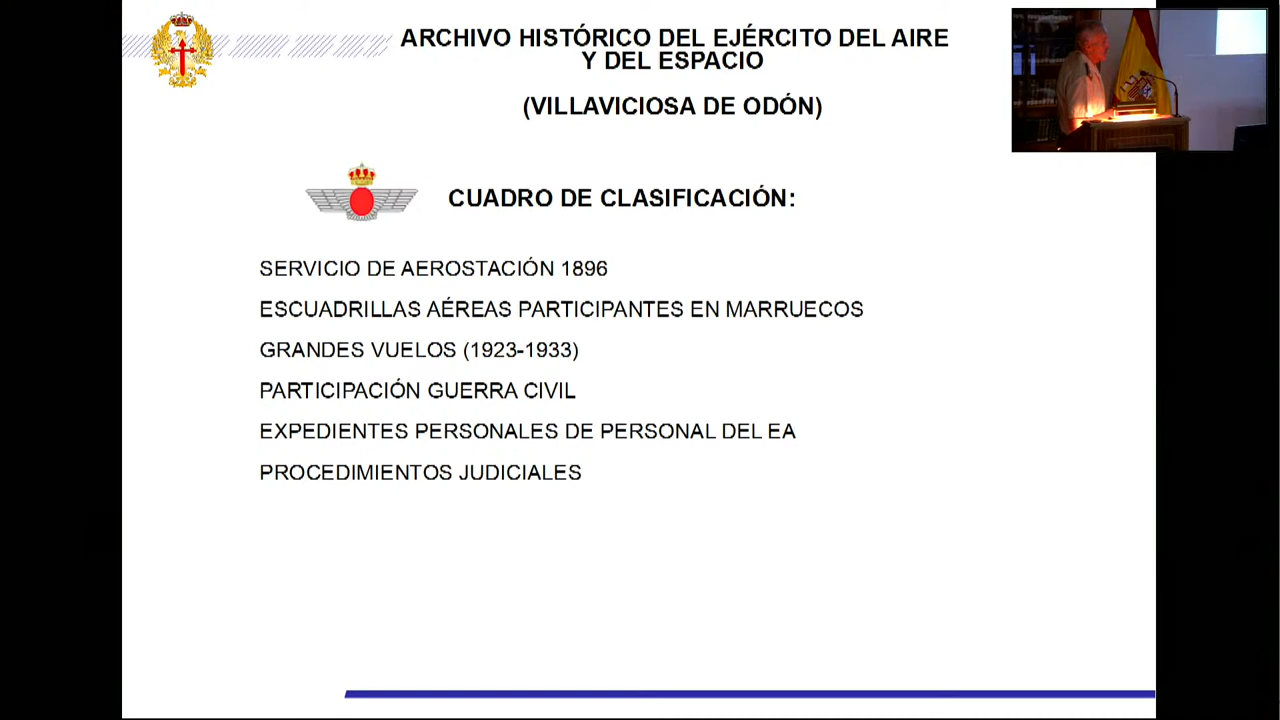 ARCHIVO HISTÓRICO DEL EJÉRCITO DEL AIRE
Y DEL ESPACIO
(VILLAVICIOSA DE ODÓN)
CUADRO DE CLASIFICACIÓN:
SERVICIO DE AEROSTACIÓN 1896
ESCUADRILLAS AÉREAS PARTICIPANTES EN MARRUECOS
GRANDES VUELOS (1923-1933)
PARTICIPACIÓN GUERRA CIVIL
EXPEDIENTES PERSONALES DE PERSONAL DEL EA
PROCEDIMIENTOS JUDICIALES